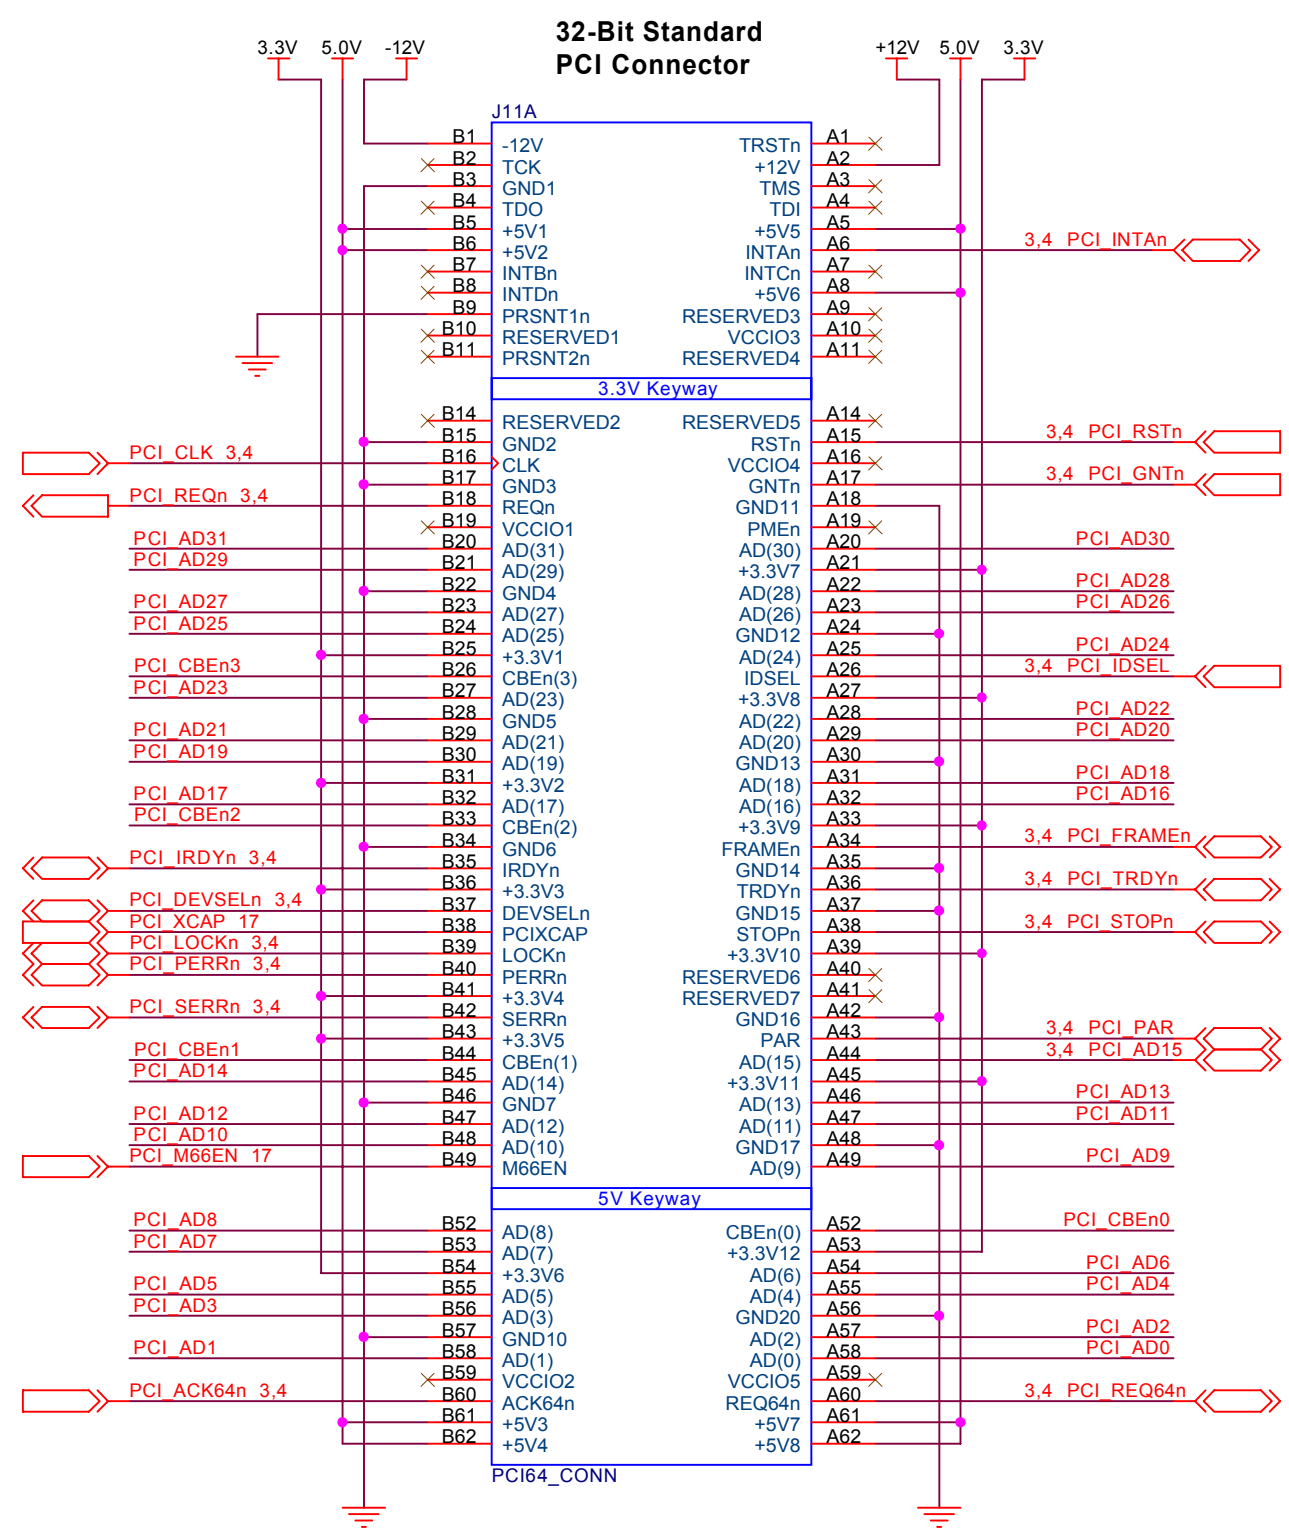 32-Bit Standard
PCI Connector
3.3V 5.0V -12V +12V 5.0V 3.3V
J11A
B1 -12V TRSTn A1
B2 TCK +12V A2
B3 GND1 TMS A3
B4 TDO TDI A4
B5 +5V1 +5V5 A5
B6 +5V2 INTAn A6 3,4 PCI_INTAn
B7 INTBn INTCn A7
B8 INTDn +5V6 A8
B9 PRSNT1n RESERVED3 A9
B10 RESERVED1 VCCIO3 A10
B11 PRSNT2n RESERVED4 A11
3.3V Keyway
B14 RESERVED2 RESERVED5 A14
B15 GND2 RSTn A15 3,4 PCI_RSTn
PCI_CLK 3,4 B16 CLK VCCIO4 A16
B17 GND3 GNTn A17 3,4 PCI_GNTn
PCI_REQn 3,4 B18 REQn GND11 A18
B19 VCCIO1 PMEn A19
PCI_AD31 B20 AD(31) AD(30) A20 PCI_AD30
PCI_AD29 B21 AD(29) +3.3V7 A21
B22 GND4 AD(28) A22 PCI_AD28
PCI_AD27 B23 AD(27) AD(26) A23 PCI_AD26
PCI_AD25 B24 AD(25) GND12 A24
B25 +3.3V1 AD(24) A25 PCI_AD24
PCI_CBEn3 B26 CBEn(3) IDSEL A26 3,4 PCI_IDSEL
PCI_AD23 B27 AD(23) +3.3V8 A27
B28 GND5 AD(22) A28 PCI_AD22
PCI_AD21 B29 AD(21) AD(20) A29 PCI_AD20
PCI_AD19 B30 AD(19) GND13 A30
B31 +3.3V2 AD(18) A31 PCI_AD18
PCI_AD17 B32 AD(17) AD(16) A32 PCI_AD16
PCI_CBEn2 B33 CBEn(2) +3.3V9 A33
B34 GND6 FRAMEn A34 3,4 PCI_FRAMEn
PCI_IRDYn 3,4 B35 IRDYn GND14 A35
B36 +3.3V3 TRDYn A36 3,4 PCI_TRDYn
PCI_DEVSELn 3,4 B37 DEVSELn GND15 A37
PCI_XCAP 17 B38 PCIXCAP STOPn A38 3,4 PCI_STOPn
PCI_LOCKn 3,4 B39 LOCKn +3.3V10 A39
PCI_PERRn 3,4 B40 PERRn RESERVED6 A40
B41 +3.3V4 RESERVED7 A41
PCI_SERRn 3,4 B42 SERRn GND16 A42
B43 +3.3V5 PAR A43 3,4 PCI_PAR
PCI_CBEn1 B44 CBEn(1) AD(15) A44 3,4 PCI_AD15
PCI_AD14 B45 AD(14) +3.3V11 A45
B46 GND7 AD(13) A46 PCI_AD13
PCI_AD12 B47 AD(12) AD(11) A47 PCI_AD11
PCI_AD10 B48 AD(10) GND17 A48
PCI_M66EN 17 B49 M66EN AD(9) A49 PCI_AD9
5V Keyway
PCI_AD8 B52 AD(8) CBEn(0) A52 PCI_CBEn0
PCI_AD7 B53 AD(7) +3.3V12 A53
B54 +3.3V6 AD(6) A54 PCI_AD6
PCI_AD5 B55 AD(5) AD(4) A55 PCI_AD4
PCI_AD3 B56 AD(3) GND20 A56
B57 GND10 AD(2) A57 PCI_AD2
PCI_AD1 B58 AD(1) AD(0) A58 PCI_AD0
B59 VCCIO2 VCCIO5 A59
PCI_ACK64n 3,4 B60 ACK64n REQ64n A60 3,4 PCI_REQ64n
B61 +5V3 +5V7 A61
B62 +5V4 +5V8 A62
PCI64_CONN